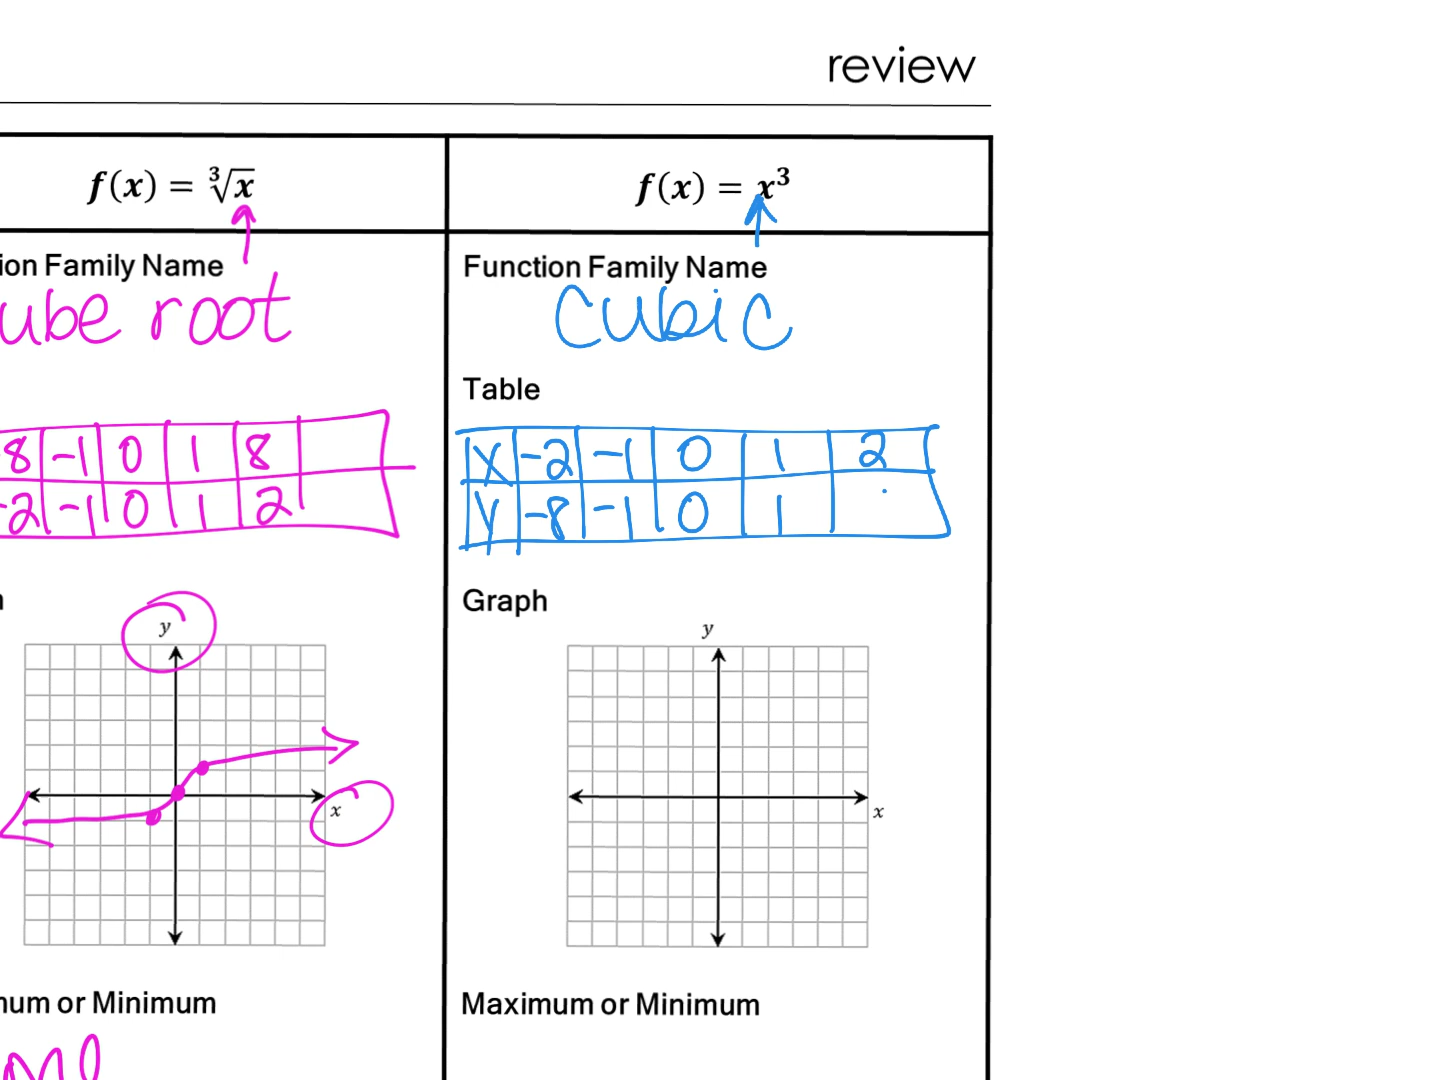 review
f(x) = ∛x
f(x) = x³
ion Family Name
ube root
Function Family Name
cubic
Table
8 -1 0 1 8
-2 -1 0 1 2
X -2 -1 0 1 2
Y -8 -1 0 1
Graph
y
x
y
x
num or Minimum
Maximum or Minimum